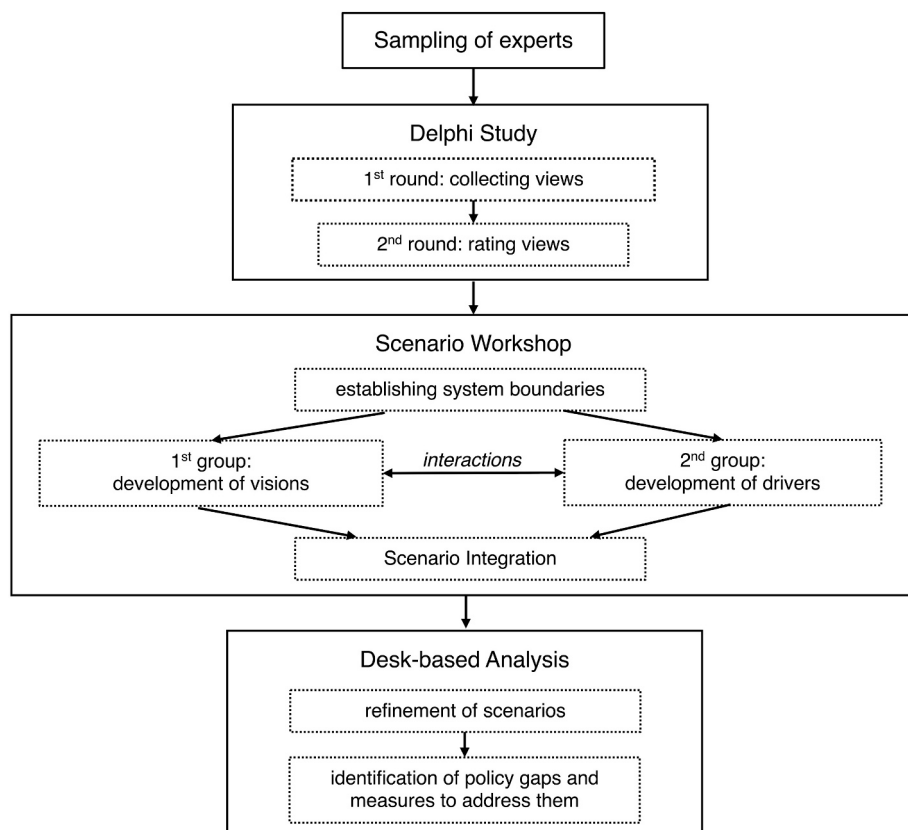 Sampling of experts
Delphi Study
1st round: collecting views
2nd round: rating views
Scenario Workshop
establishing system boundaries
1st group:
development of visions
interactions
2nd group:
development of drivers
Scenario Integration
Desk-based Analysis
refinement of scenarios
identification of policy gaps and
measures to address them